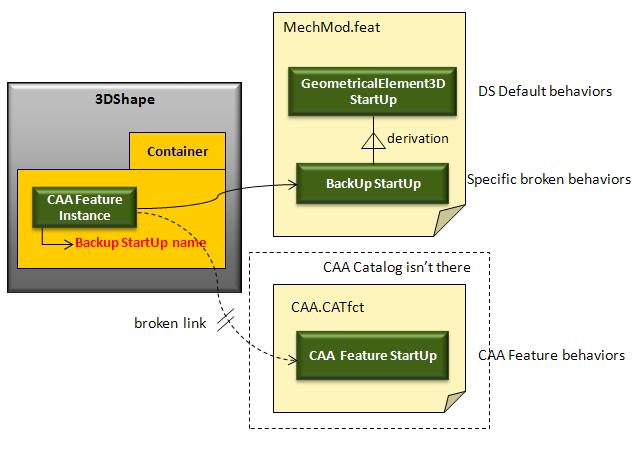 MechMod.feat
GeometricalElement3D
StartUp
DS Default behaviors
derivation
BackUp StartUp
Specific broken behaviors
3DShape
Container
CAA Feature
Instance
Backup StartUp name
broken link
CAA Catalog isn't there
CAA.CATfct
CAA Feature StartUp
CAA Feature behaviors